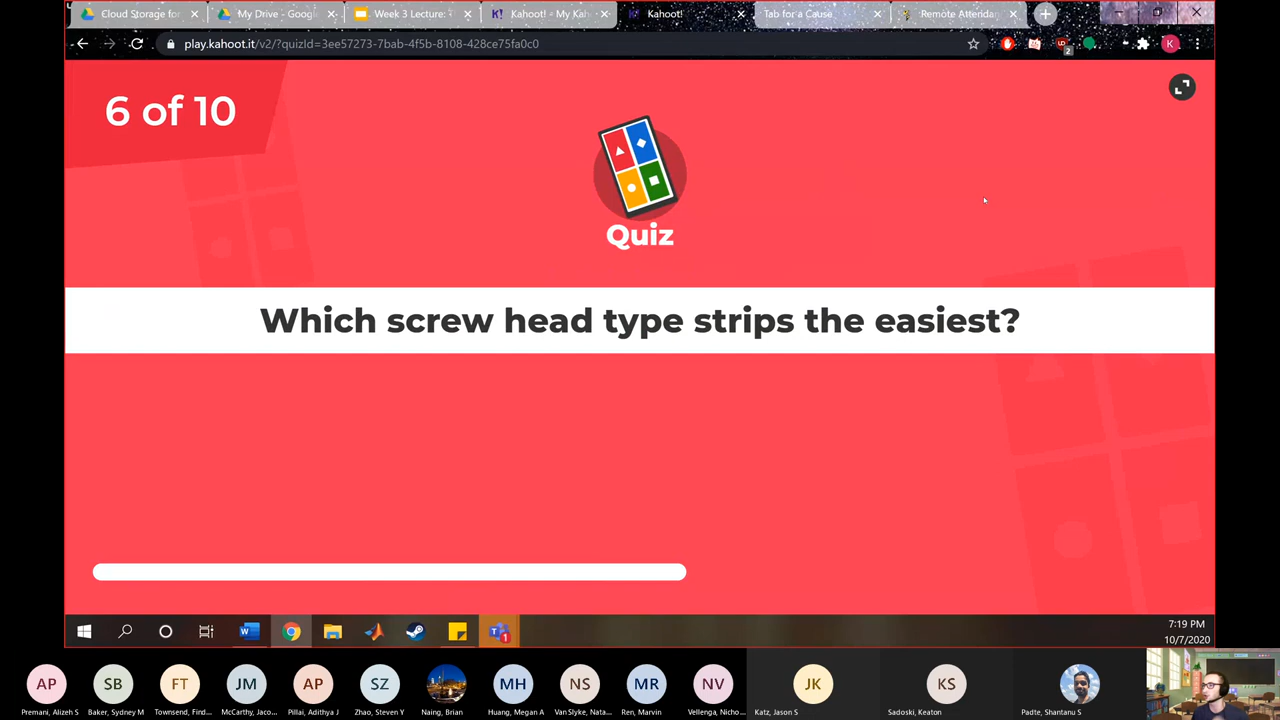 Cloud Storage for
My Drive - Googl
Week 3 Lecture:
Kahoot! - My Kah
Kahoot!
Tab for a Cause
Remote Attendan
play.kahoot.it/v2/?quizId=3ee57273-7bab-4f5b-8108-428ce75fa0c0
2
K
6 of 10
Quiz
Which screw head type strips the easiest?
1
7:19 PM
10/7/2020
AP
SB
FT
JM
AP
SZ
MH
NS
MR
NV
JK
KS
Premani, Alizeh S
Baker, Sydney M
Townsend, Find...
McCarthy, Jaco...
Pillai, Adithya J
Zhao, Steven Y
Naing, Brian
Huang, Megan A
Van Slyke, Nata...
Ren, Marvin
Vellenga, Nicho...
Katz, Jason S
Sadoski, Keaton
Padte, Shantanu S